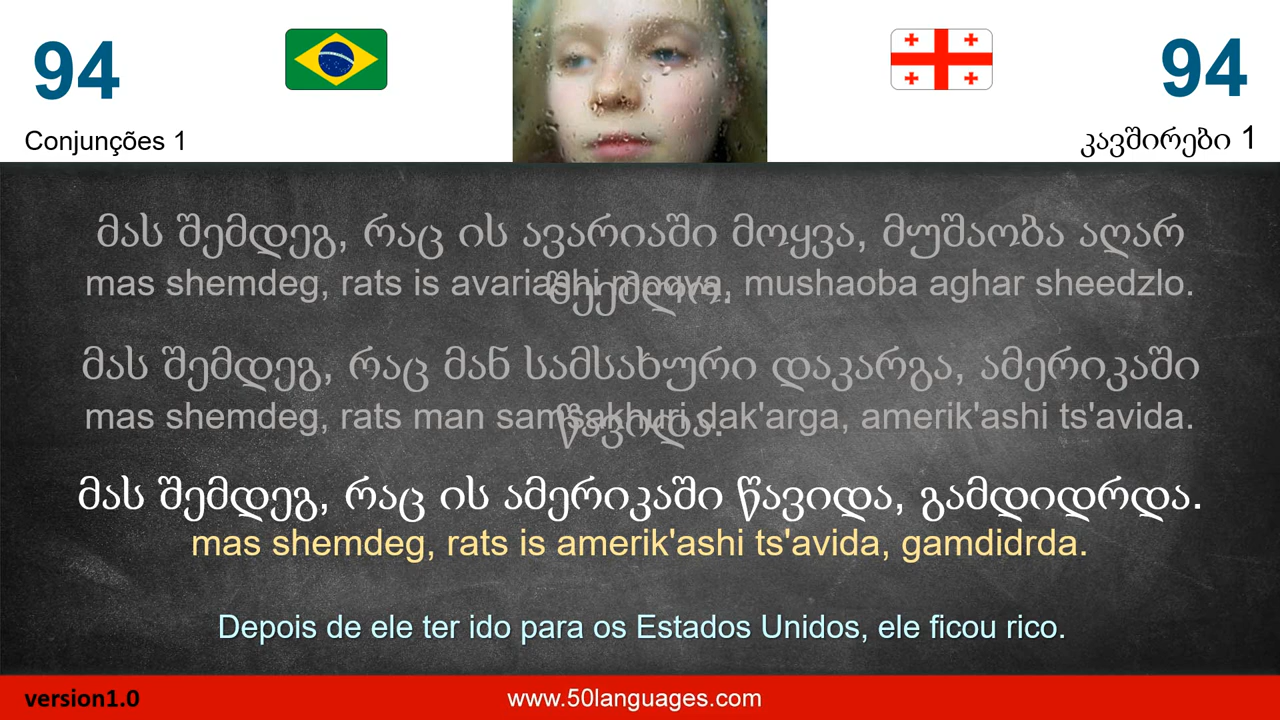 94
94
Conjunções 1
კავშირები 1
მას შემდეგ, რაც ის ავარიაში მოყვა, მუშაობა აღარ
შეეძლო.
mas shemdeg, rats is avariashi moqva, mushaoba aghar sheedzlo.
მას შემდეგ, რაც მან სამსახური დაკარგა, ამერიკაში
წავიდა.
mas shemdeg, rats man samsakhuri dak'arga, amerik'ashi ts'avida.
მას შემდეგ, რაც ის ამერიკაში წავიდა, გამდიდრდა.
mas shemdeg, rats is amerik'ashi ts'avida, gamdidrda.
Depois de ele ter ido para os Estados Unidos, ele ficou rico.
version1.0
www.50languages.com